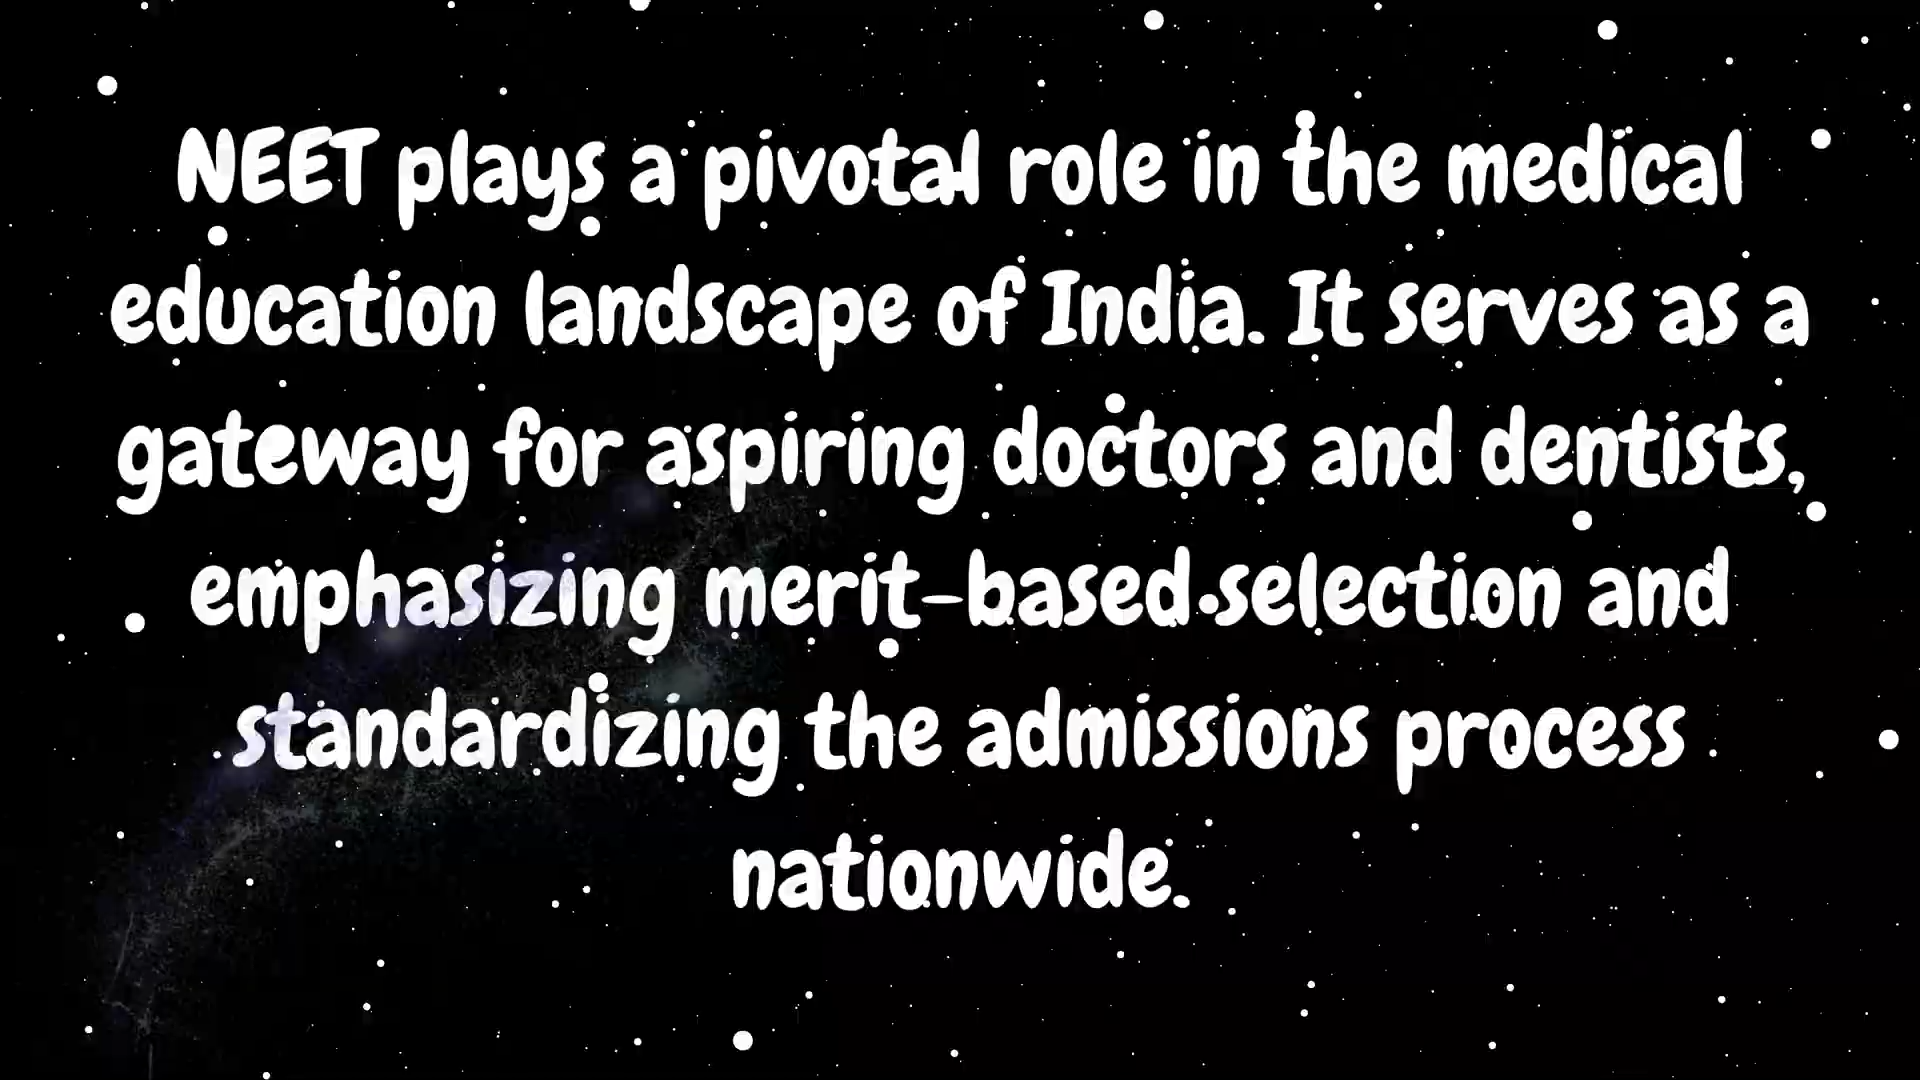 NEET plays a pivotal role in the medical
education landscape of India. It serves as a
gateway for aspiring doctors and dentists,
emphasizing merit-based selection and
standardizing the admissions process
nationwide.